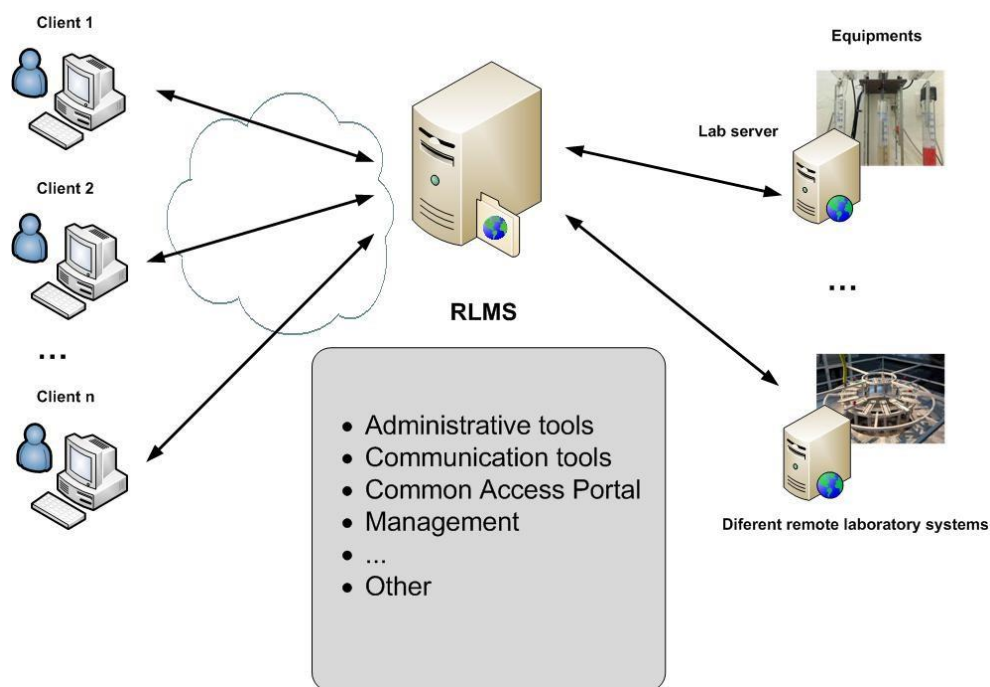 Client 1
Client 2
...
Client n
RLMS
• Administrative tools
• Communication tools
• Common Access Portal
• Management
• ...
• Other
Equipments
Lab server
...
Diferent remote laboratory systems